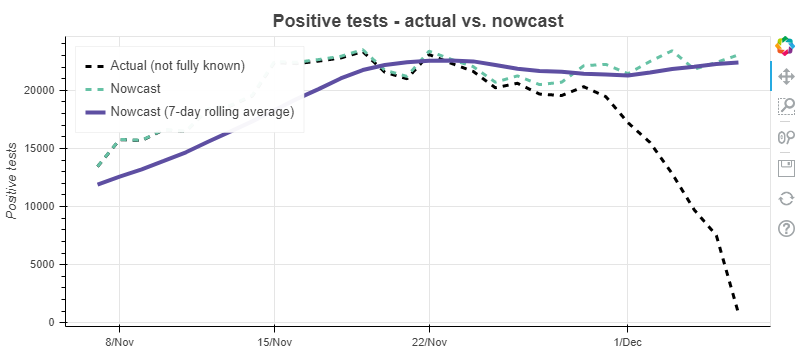 Positive tests - actual vs. nowcast
Actual (not fully known)
Nowcast
Nowcast (7-day rolling average)
Positive tests
20000
15000
10000
5000
0
8/Nov
15/Nov
22/Nov
1/Dec
?